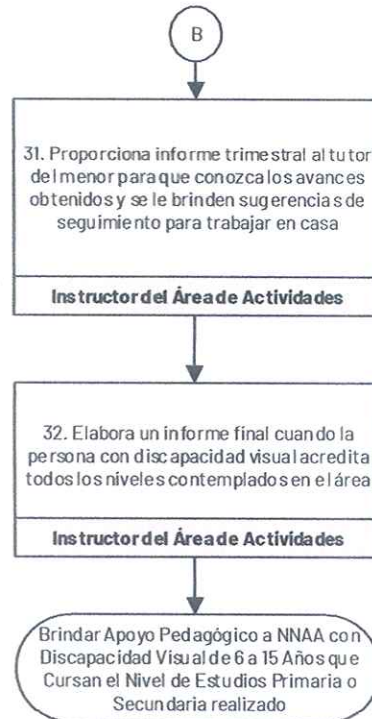 B
31. Proporciona informe trimestral al tutor
del menor para que conozca los avances
obtenidos y se le brinden sugerencias de
seguimiento para trabajar en casa
Instructor del Área de Actividades
32. Elabora un informe final cuando la
persona con discapacidad visual acredita
todos los niveles contemplados en el área
Instructor del Área de Actividades
Brindar Apoyo Pedagógico a NNAA con
Discapacidad Visual de 6 a 15 Años que
Cursan el Nivel de Estudios Primaria o
Secundaria realizado